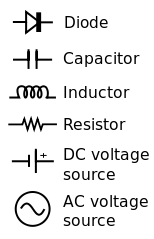 Diode
Capacitor
Inductor
Resistor
+
DC voltage
source
AC voltage
source